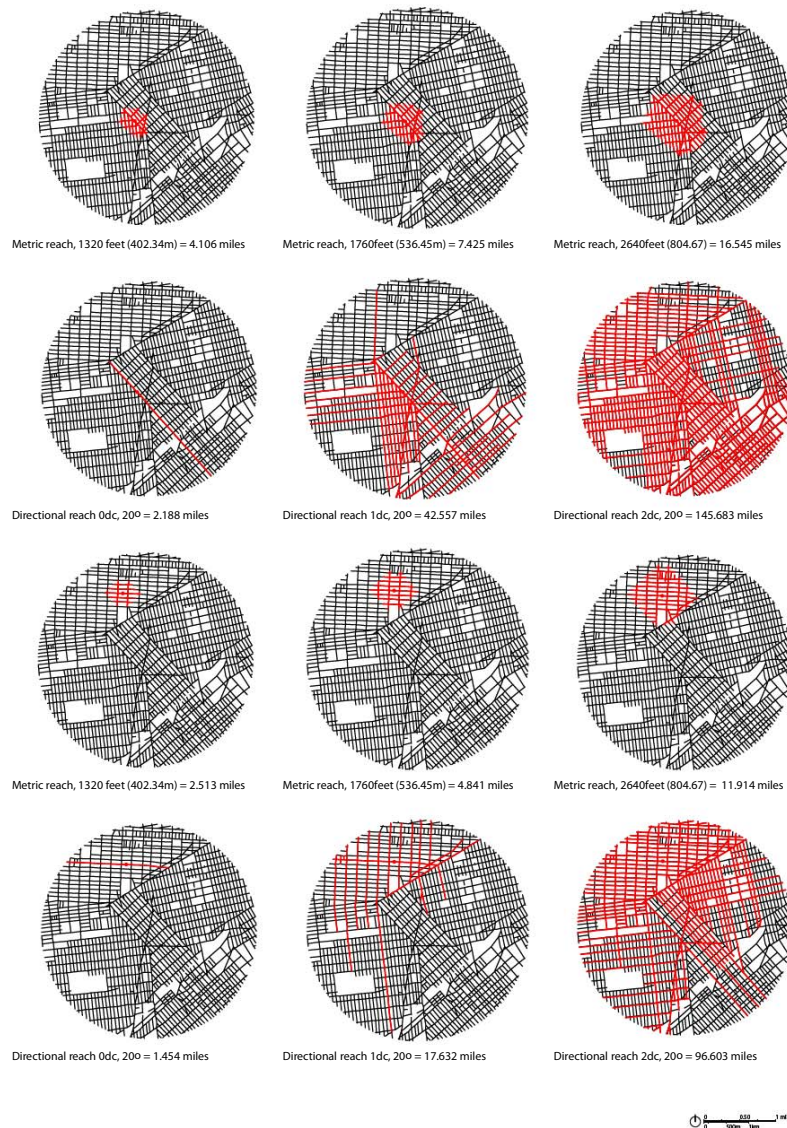 Metric reach, 1320 feet (402.34m) = 4.106 miles
Metric reach, 1760feet (536.45m) = 7.425 miles
Metric reach, 2640feet (804.67) = 16.545 miles
Directional reach 0dc, 20º = 2.188 miles
Directional reach 1dc, 20º = 42.557 miles
Directional reach 2dc, 20º = 145.683 miles
Metric reach, 1320 feet (402.34m) = 2.513 miles
Metric reach, 1760feet (536.45m) = 4.841 miles
Metric reach, 2640feet (804.67) = 11.914 miles
Directional reach 0dc, 20º = 1.454 miles
Directional reach 1dc, 20º = 17.632 miles
Directional reach 2dc, 20º = 96.603 miles
0 0.50 1 mil
0 500m 1km